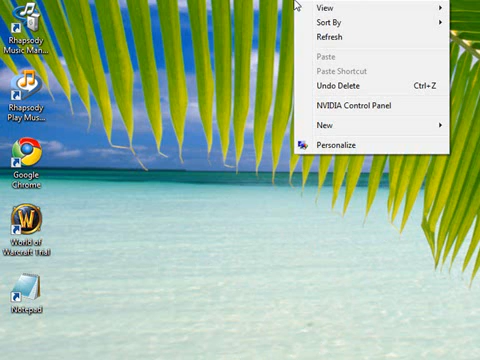 Rhapsody
Music Man...
Rhapsody
Play Mus...
Google
Chrome
World of
Warcraft Trial
Notepad
View
Sort By
Refresh
Paste
Paste Shortcut
Undo Delete Ctrl+Z
NVIDIA Control Panel
New
Personalize